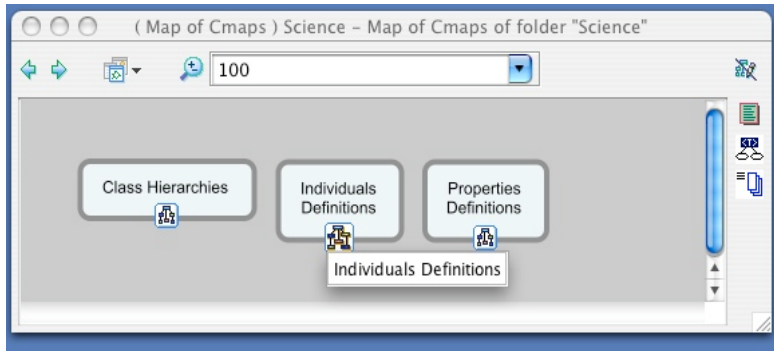 ( Map of Cmaps ) Science – Map of Cmaps of folder "Science"
100
Class Hierarchies
Individuals
Definitions
Properties
Definitions
Individuals Definitions